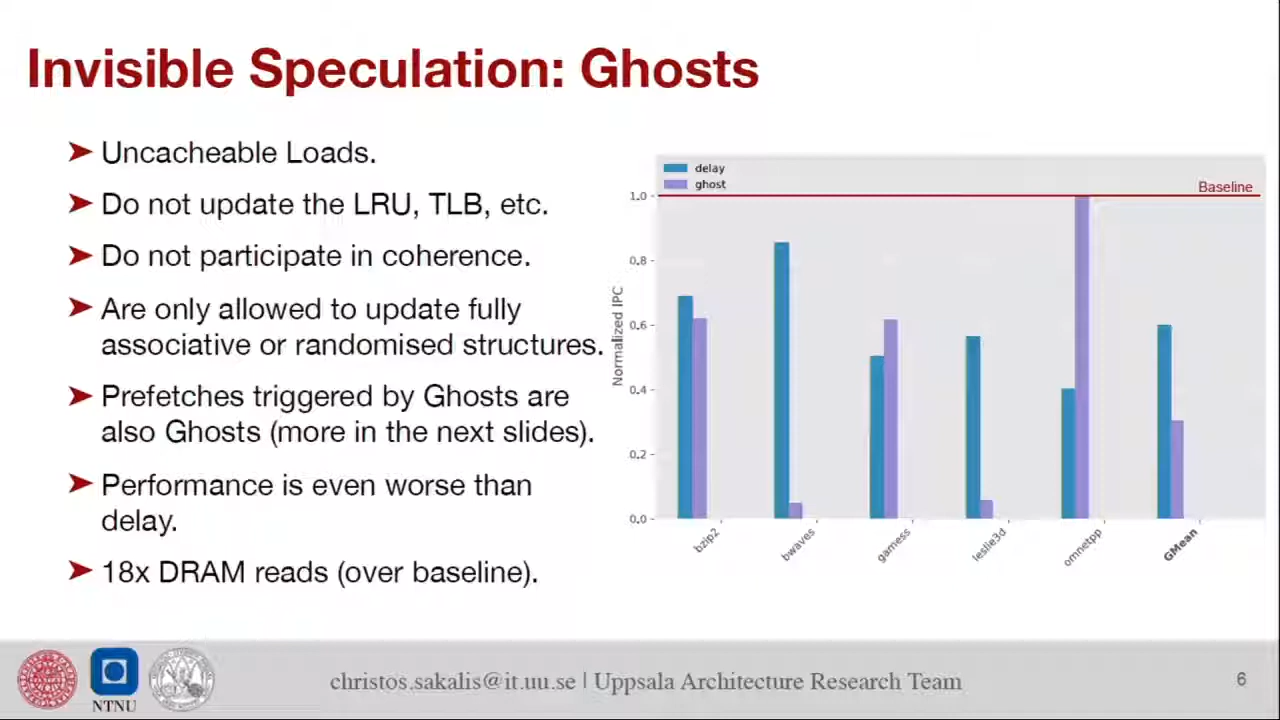 Invisible Speculation: Ghosts
➤ Uncacheable Loads.
➤ Do not update the LRU, TLB, etc.
➤ Do not participate in coherence.
➤ Are only allowed to update fully
associative or randomised structures.
➤ Prefetches triggered by Ghosts are
also Ghosts (more in the next slides).
➤ Performance is even worse than
delay.
➤ 18x DRAM reads (over baseline).
delay
ghost
Baseline
Normalized IPC
1.0
0.8
0.6
0.4
0.2
0.0
bzip2
bwaves
gamess
leslie3d
omnetpp
GMean
NTNU
christos.sakalis@it.uu.se | Uppsala Architecture Research Team
6